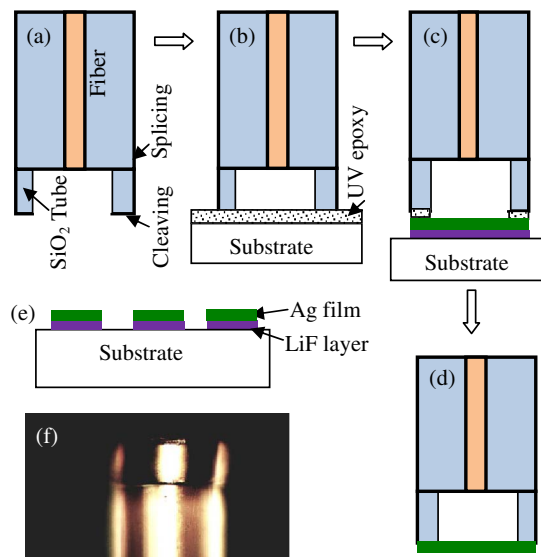 (a)
(b)
(c)
Fiber
Splicing
SiO2 Tube
Cleaving
UV epoxy
Substrate
Substrate
(e)
Ag film
LiF layer
Substrate
(d)
(f)